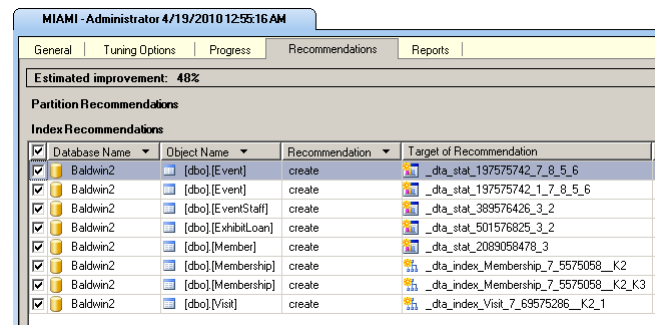 MIAMI - Administrator 4/19/2010 12:55:16 AM
General Tuning Options Progress Recommendations Reports
Estimated improvement: 48%
Partition Recommendations
Index Recommendations
Database Name Object Name Recommendation Target of Recommendation
Baldwin2 [dbo].[Event] create _dta_stat_197575742_7_8_5_6
Baldwin2 [dbo].[Event] create _dta_stat_197575742_1_7_8_5_6
Baldwin2 [dbo].[EventStaff] create _dta_stat_389576426_3_2
Baldwin2 [dbo].[ExhibitLoan] create _dta_stat_501576825_3_2
Baldwin2 [dbo].[Member] create _dta_stat_2089058478_3
Baldwin2 [dbo].[Membership] create _dta_index_Membership_7_5575058__K2
Baldwin2 [dbo].[Membership] create _dta_index_Membership_7_5575058__K2_K3
Baldwin2 [dbo].[Visit] create _dta_index_Visit_7_69575286__K2_1